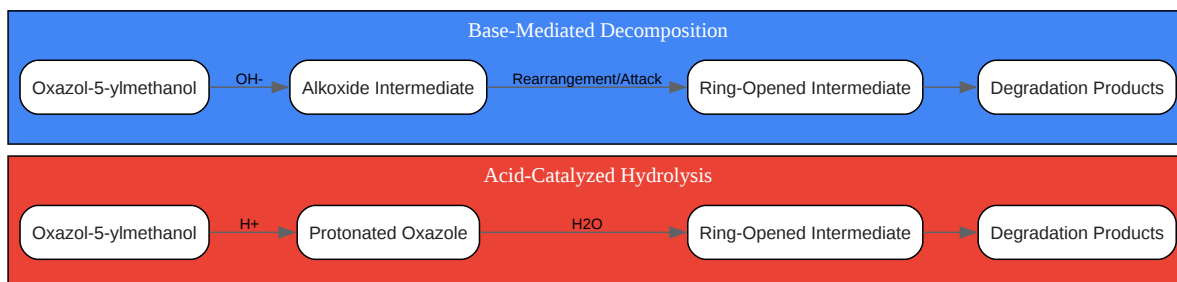 Base-Mediated Decomposition
Oxazol-5-ylmethanol
OH-
Alkoxide Intermediate
Rearrangement/Attack
Ring-Opened Intermediate
Degradation Products
Acid-Catalyzed Hydrolysis
Oxazol-5-ylmethanol
H+
Protonated Oxazole
H2O
Ring-Opened Intermediate
Degradation Products